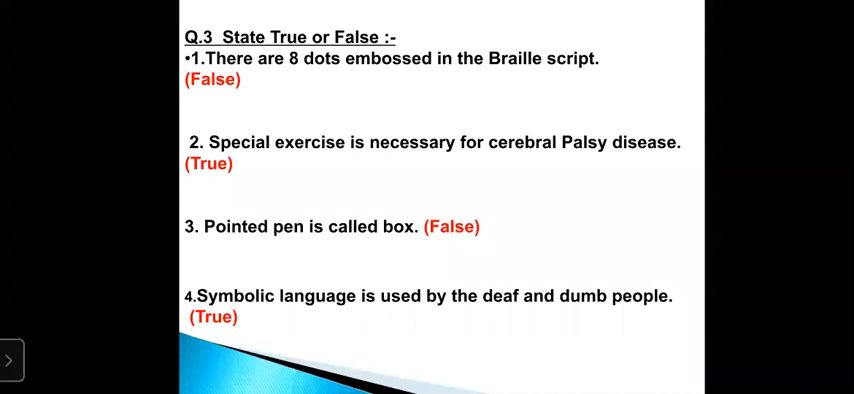 Q.3 State True or False :-
•1.There are 8 dots embossed in the Braille script.
(False)
2. Special exercise is necessary for cerebral Palsy disease.
(True)
3. Pointed pen is called box. (False)
4.Symbolic language is used by the deaf and dumb people.
(True)